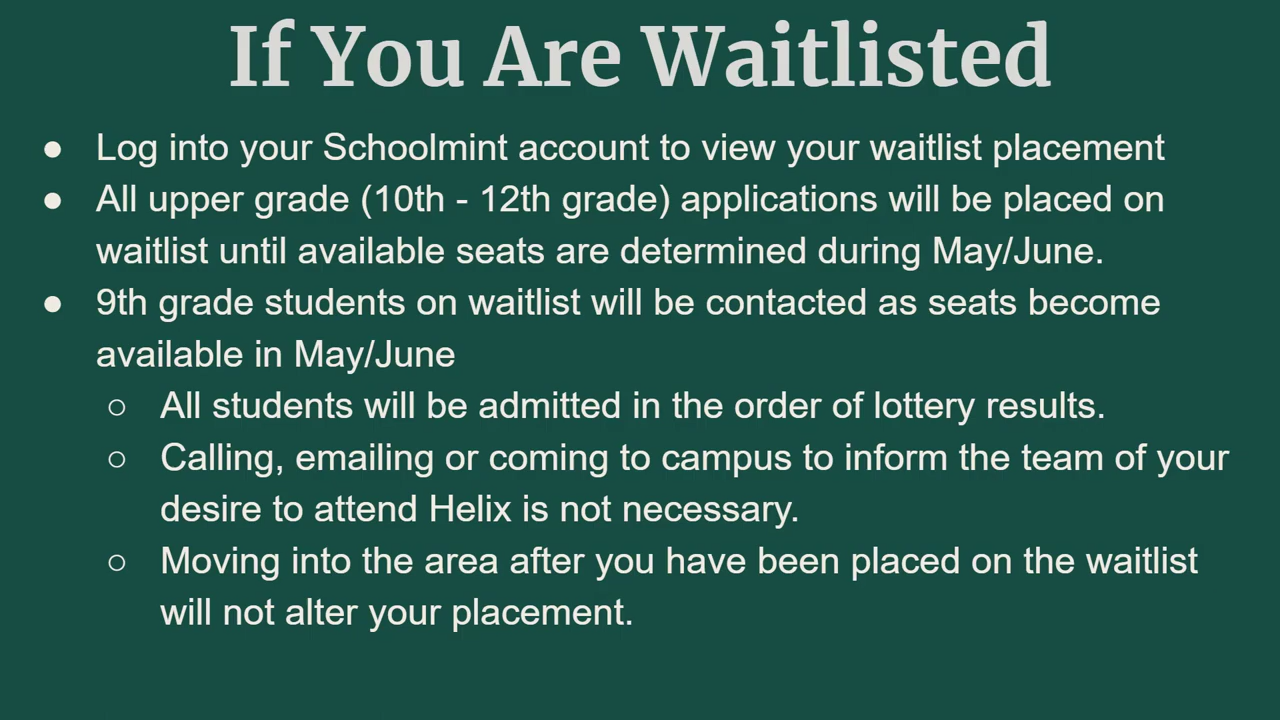 If You Are Waitlisted
● Log into your Schoolmint account to view your waitlist placement
● All upper grade (10th - 12th grade) applications will be placed on
waitlist until available seats are determined during May/June.
● 9th grade students on waitlist will be contacted as seats become
available in May/June
○ All students will be admitted in the order of lottery results.
○ Calling, emailing or coming to campus to inform the team of your
desire to attend Helix is not necessary.
○ Moving into the area after you have been placed on the waitlist
will not alter your placement.